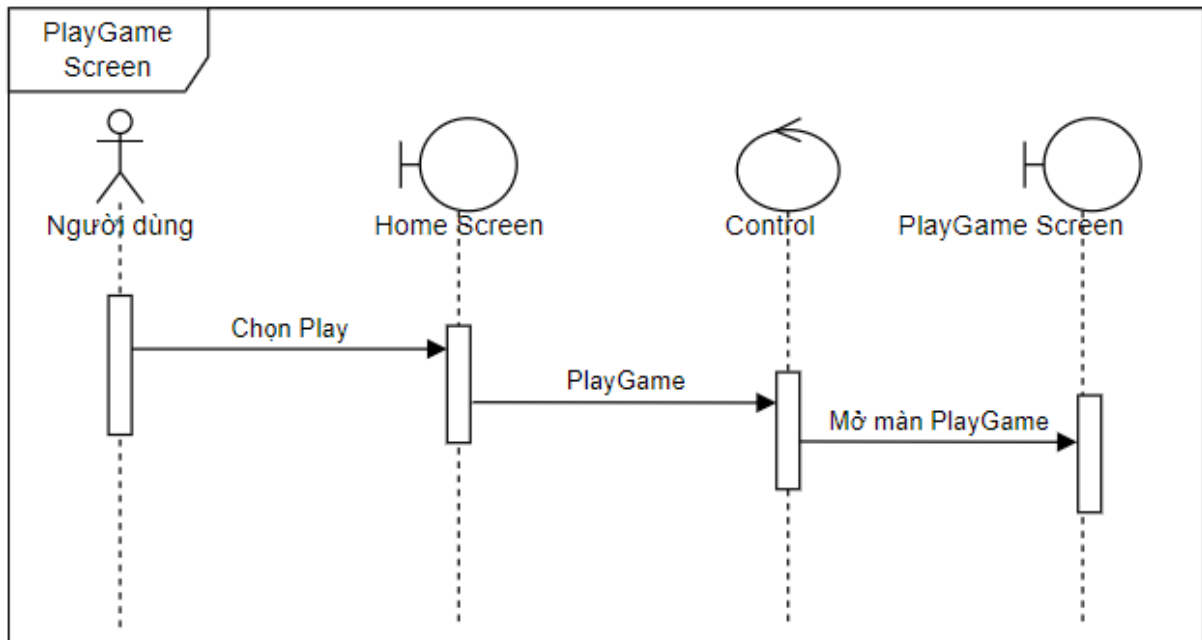 PlayGame
Screen
Người dùng
Home Screen
Control
PlayGame Screen
Chọn Play
PlayGame
Mở màn PlayGame